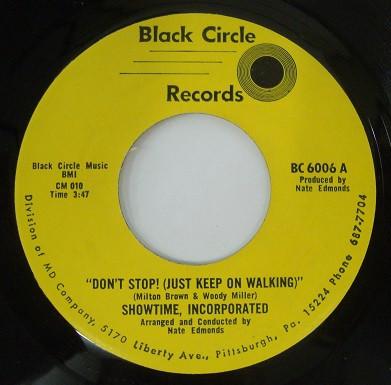 Black Circle
Records
Black Circle Music
BMI
CM 010
Time 3:47
BC 6006 A
Produced by
Nate Edmonds
"DON'T STOP! (JUST KEEP ON WALKING)"
(Milton Brown & Woody Miller)
SHOWTIME, INCORPORATED
Arranged and Conducted by
Nate Edmonds
Division of MD Company, 5170 Liberty Ave., Pittsburgh, Pa. 15224 Phone 687-7704